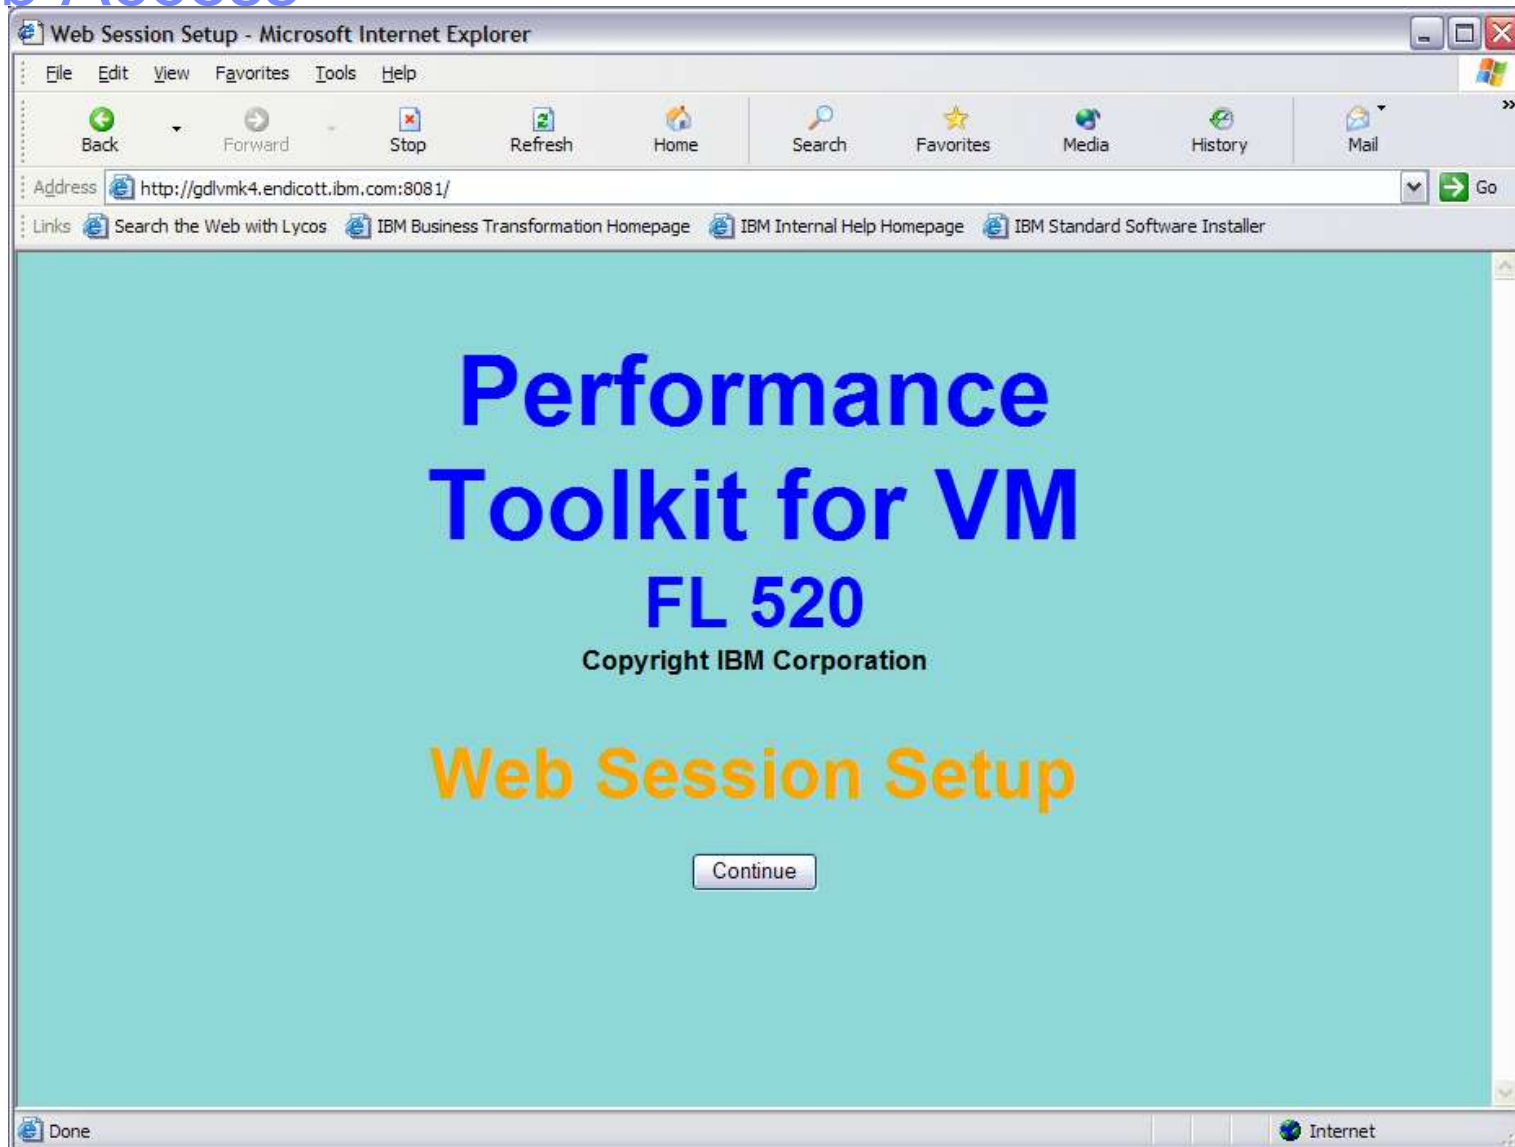 Web Session Setup - Microsoft Internet Explorer
File Edit View Favorites Tools Help
»
Back Forward Stop Refresh Home Search Favorites Media History Mail
Address http://gdlvmk4.endicott.ibm.com:8081/ Go
Links Search the Web with Lycos IBM Business Transformation Homepage IBM Internal Help Homepage IBM Standard Software Installer
Performance
Toolkit for VM
FL 520
Copyright IBM Corporation
Web Session Setup
Continue
Done Internet